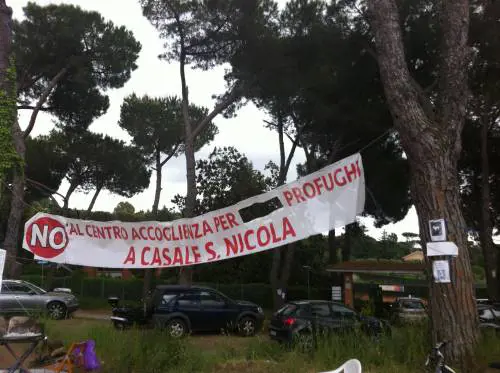 NO AL CENTRO ACCOGLIENZA PER PROFUGHI
A CASALE S. NICOLA